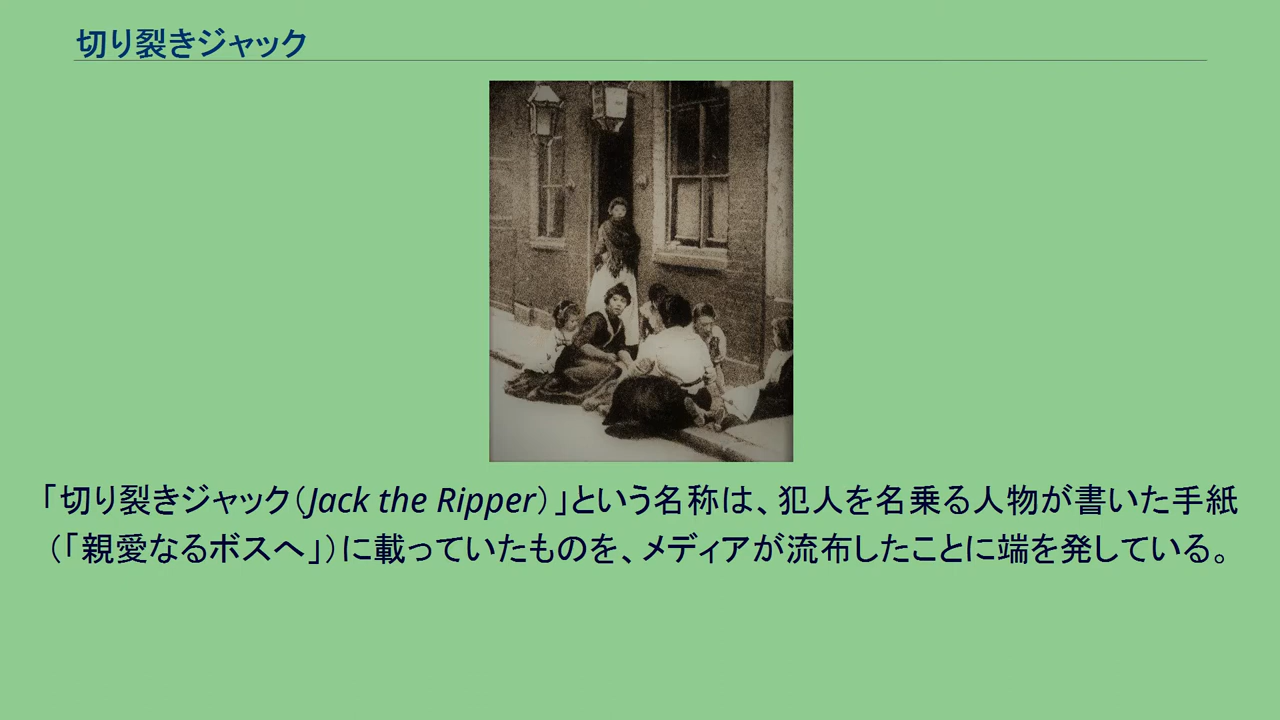 切り裂きジャック
「切り裂きジャック(Jack the Ripper)」という名称は、犯人を名乗る人物が書いた手紙
(「親愛なるボスへ」)に載っていたものを、メディアが流布したことに端を発している。